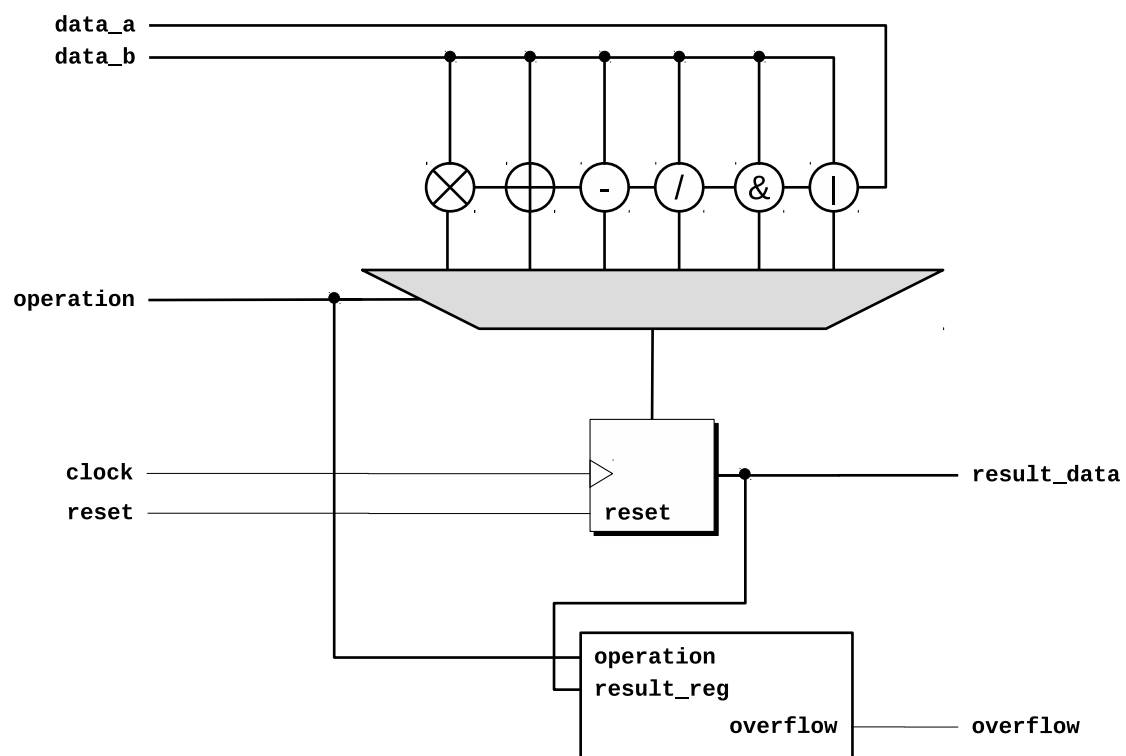 data_a
data_b
- / & |
operation
clock
result_data
reset
reset
operation
result_reg
overflow
overflow